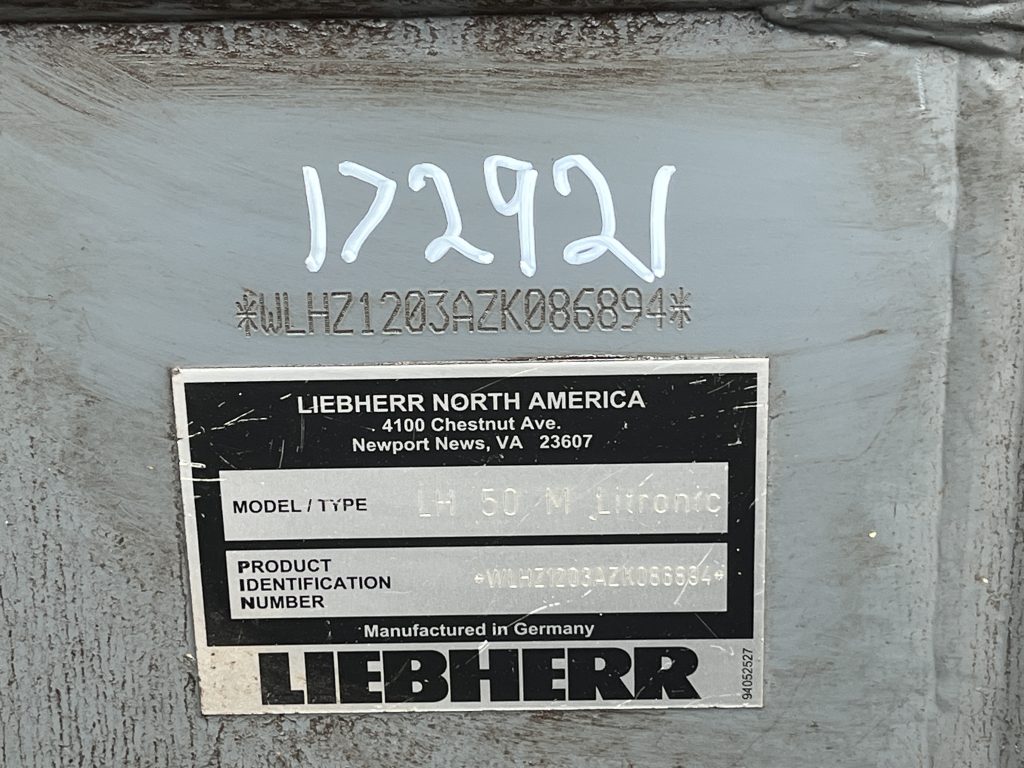 172921
*WLHZ1203AZK086894*
LIEBHERR NORTH AMERICA
4100 Chestnut Ave.
Newport News, VA 23607
MODEL / TYPE LH 50 M Litronic
PRODUCT
IDENTIFICATION
NUMBER
*WLHZ1203AZK086894*
Manufactured in Germany
LIEBHERR
94052527